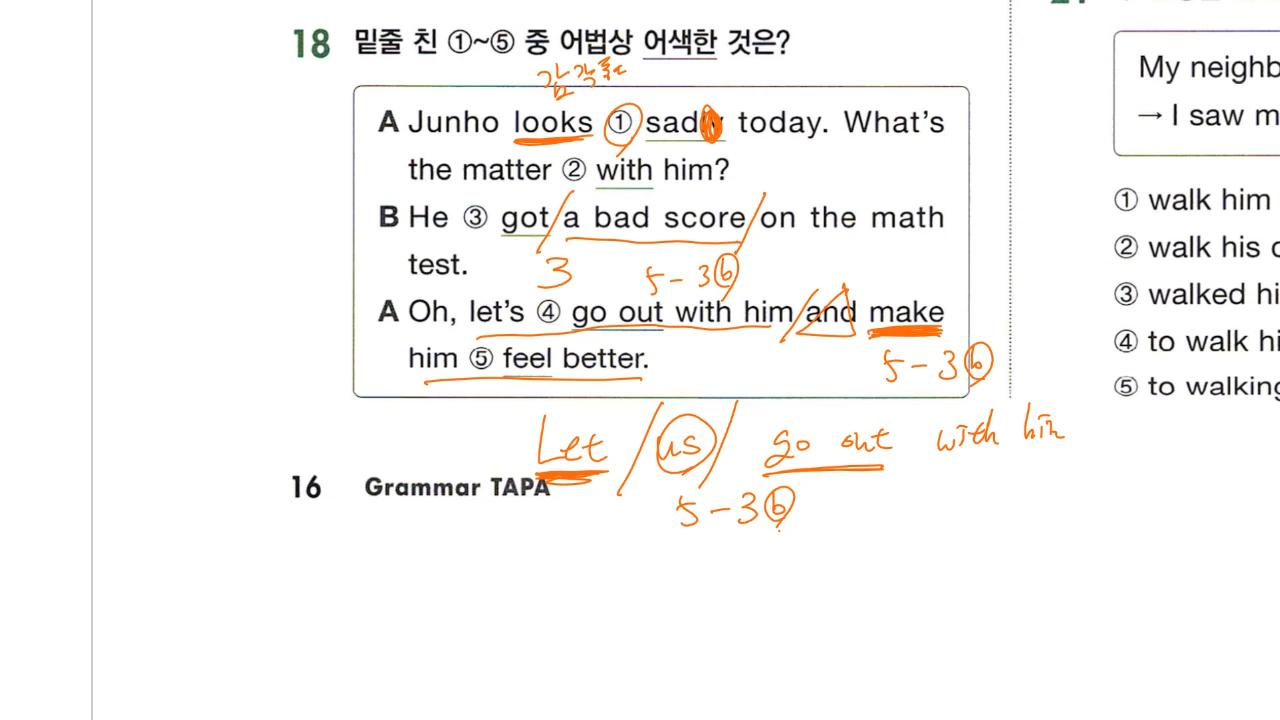 18 밑줄 친 ①~⑤ 중 어법상 어색한 것은?
감각동
A Junho looks ① sadly today. What's
the matter ② with him?
B He ③ got a bad score on the math
test.
3 5-3ⓑ
A Oh, let's ④ go out with him and make
him ⑤ feel better.
5-3ⓑ
Let / us / go out with him
5-3ⓑ
16 Grammar TAPA
My neighb
→ I saw m
① walk him
② walk his
③ walked hi
④ to walk hi
⑤ to walking